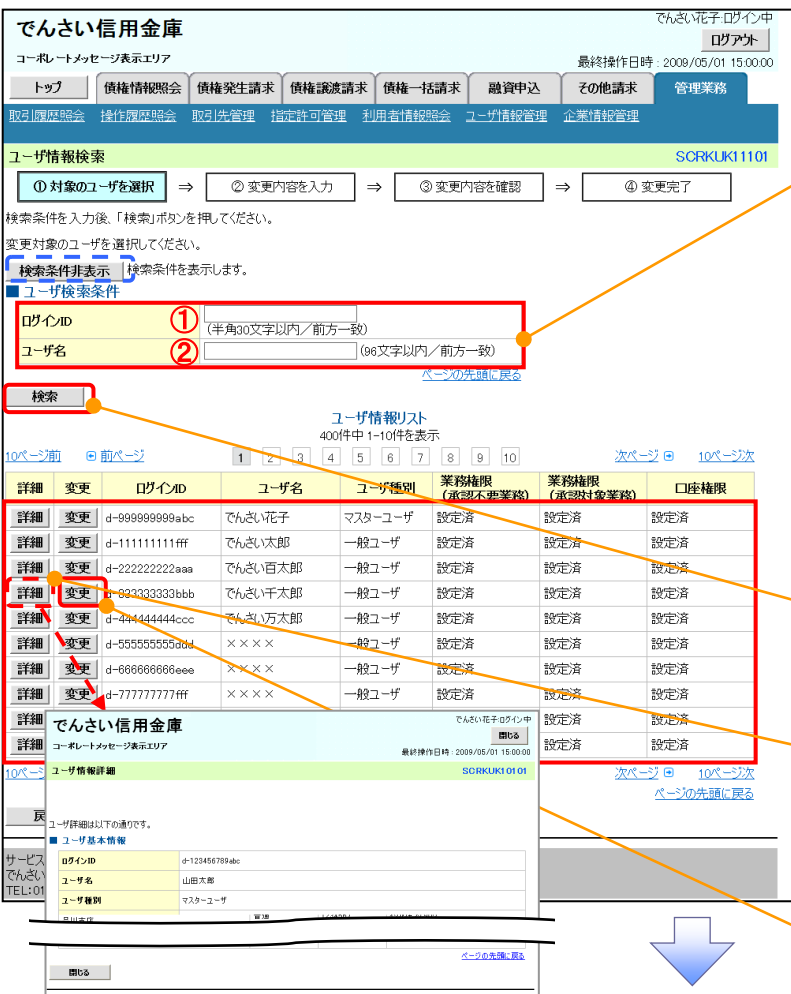 でんさい信用金庫
でんさい花子:ログイン中
ログアウト
コーポレートメッセージ表示エリア
最終操作日時 : 2009/05/01 15:00:00
トップ 債権情報照会 債権発生請求 債権譲渡請求 債権一括請求 融資申込 その他請求 管理業務
取引履歴照会 操作履歴照会 取引先管理 指定許可管理 利用者情報照会 ユーザ情報管理 企業情報管理
ユーザ情報検索 SCRKUK11101
① 対象のユーザを選択 ⇒ ② 変更内容を入力 ⇒ ③ 変更内容を確認 ⇒ ④ 変更完了
検索条件を入力後、「検索」ボタンを押してください。
変更対象のユーザを選択してください。
検索条件非表示 検索条件を表示します。
■ ユーザ検索条件
ログインID ① (半角30文字以内/前方一致)
ユーザ名 ② (96文字以内/前方一致)
ページの先頭に戻る
検索
ユーザ情報リスト
400件中 1-10件を表示
10ページ前 前ページ 1 2 3 4 5 6 7 8 9 10 次ページ 10ページ次
詳細 変更 ログインID ユーザ名 ユーザ種別 業務権限 (承認不要業務) 業務権限 (承認対象業務) 口座権限
詳細 変更 d-999999999abc でんさい花子 マスターユーザ 設定済 設定済 設定済
詳細 変更 d-111111111fff でんさい太郎 一般ユーザ 設定済 設定済 設定済
詳細 変更 d-222222222aaa でんさい百太郎 一般ユーザ 設定済 設定済 設定済
詳細 変更 d-333333333bbb でんさい千太郎 一般ユーザ 設定済 設定済 設定済
詳細 変更 d-444444444ccc でんさい万太郎 一般ユーザ 設定済 設定済 設定済
詳細 変更 d-555555555ddd ×××× 一般ユーザ 設定済 設定済 設定済
詳細 変更 d-666666666eee ×××× 一般ユーザ 設定済 設定済 設定済
詳細 変更 d-777777777fff ×××× 一般ユーザ 設定済 設定済 設定済
詳細 設定済 設定済
詳細 設定済 設定済
10ページ 次ページ 10ページ次
ページの先頭に戻る
戻
サービス
でんさい
TEL:01
でんさい信用金庫
でんさい花子:ログイン中
閉じる
コーポレートメッセージ表示エリア
最終操作日時 : 2009/05/01 15:00:00
ユーザ情報詳細 SCRKUK10101
ユーザ詳細は以下の通りです。
■ ユーザ基本情報
ログインID d-123456789abc
ユーザ名 山田太郎
ユーザ種別 マスターユーザ
ページの先頭に戻る
閉じる